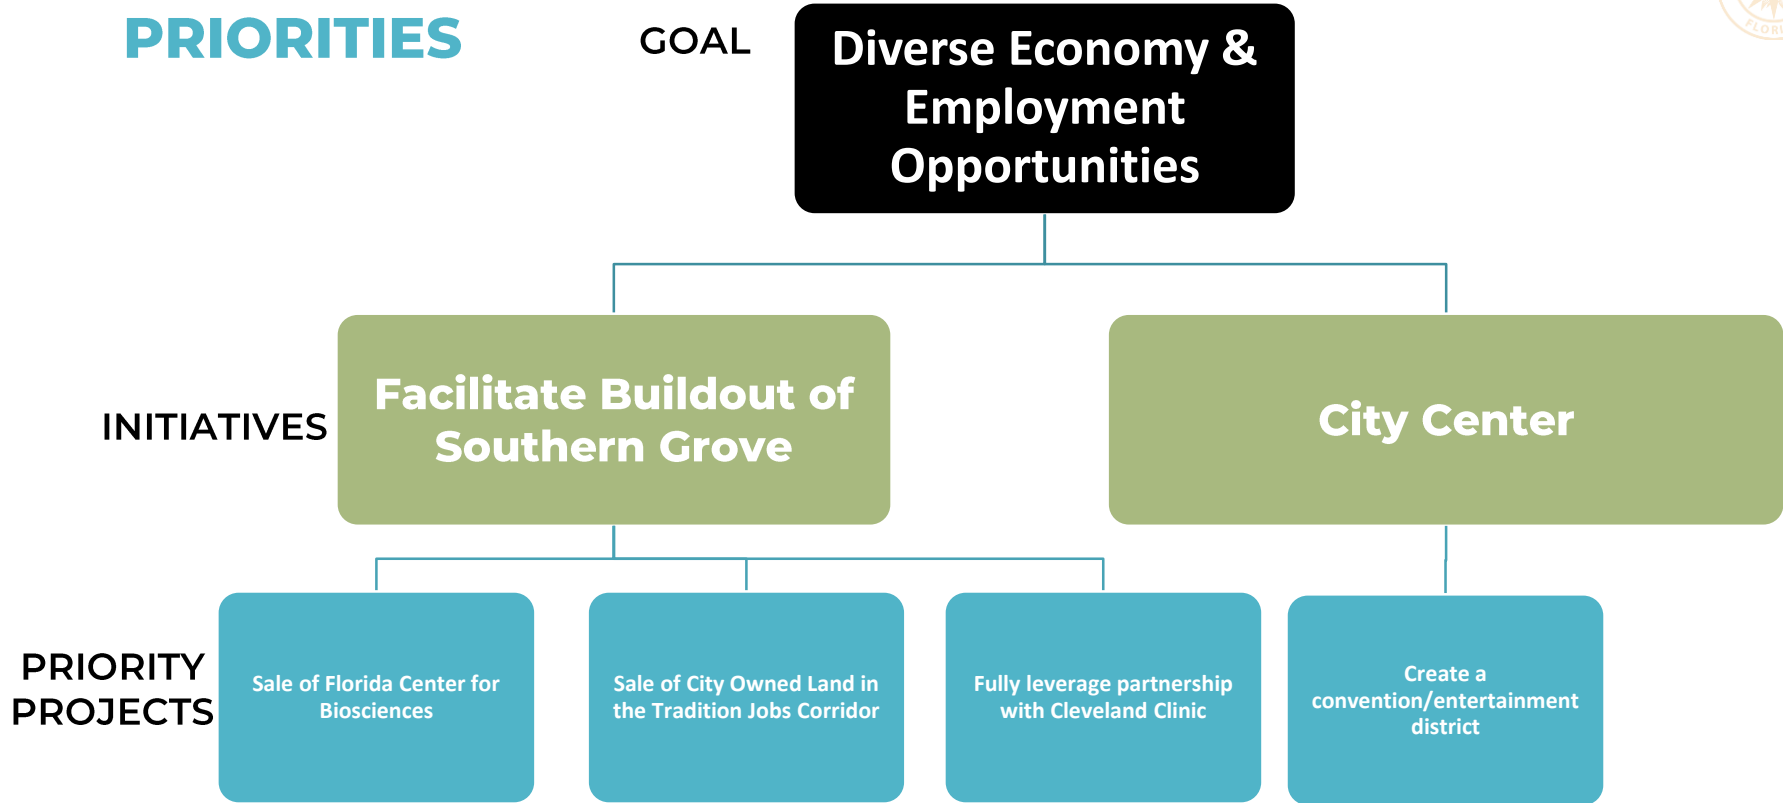 PRIORITIES
GOAL
Diverse Economy &
Employment
Opportunities
INITIATIVES
Facilitate Buildout of
Southern Grove
City Center
PRIORITY
PROJECTS
Sale of Florida Center for
Biosciences
Sale of City Owned Land in
the Tradition Jobs Corridor
Fully leverage partnership
with Cleveland Clinic
Create a
convention/entertainment
district